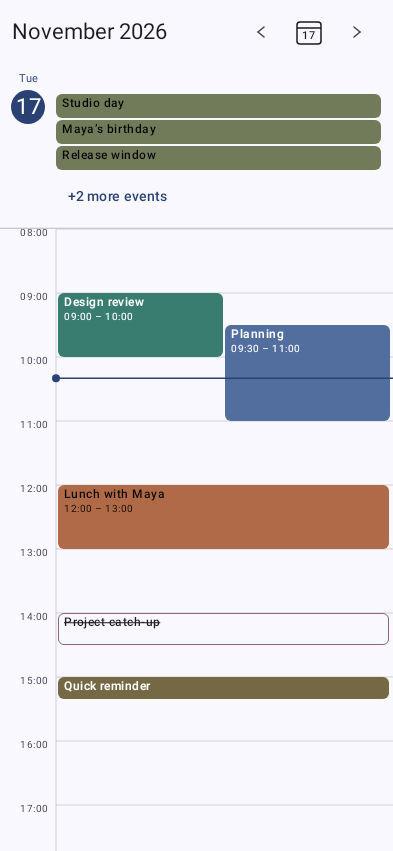 November 2026
17
Tue
17
Studio day
Maya's birthday
Release window
+2 more events
08:00
09:00
Design review
09:00 – 10:00
Planning
09:30 – 11:00
10:00
11:00
12:00
Lunch with Maya
12:00 – 13:00
13:00
14:00
Project catch-up
15:00
Quick reminder
16:00
17:00